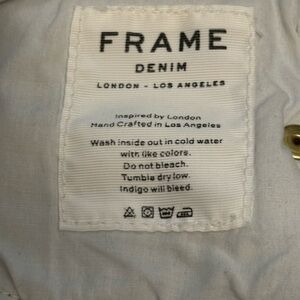 FRAME
DENIM
LONDON - LOS ANGELES
Inspired by London
Hand Crafted in Los Angeles
Wash inside out in cold water
with like colors.
Do not bleach.
Tumble dry low.
Indigo will bleed.